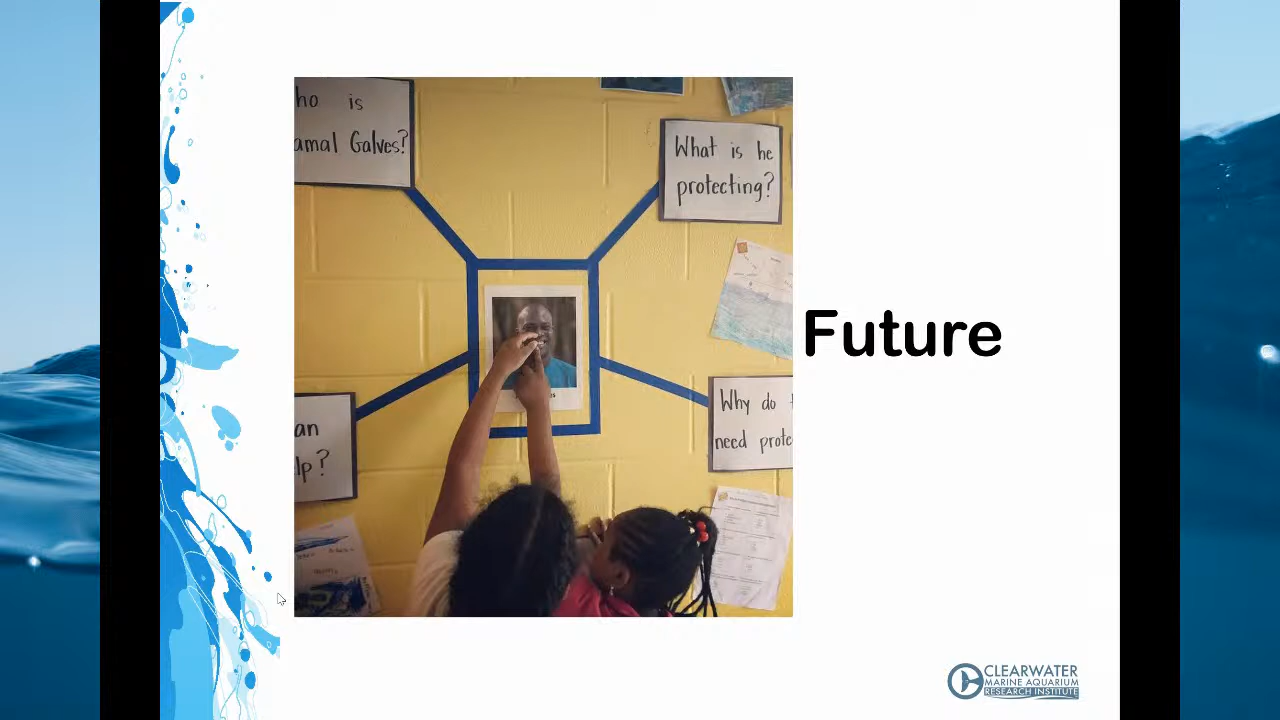 ho is
amal Galves?
What is he
protecting?
Future
Why do t
need prote
an
lp?
CLEARWATER
MARINE AQUARIUM
RESEARCH INSTITUTE